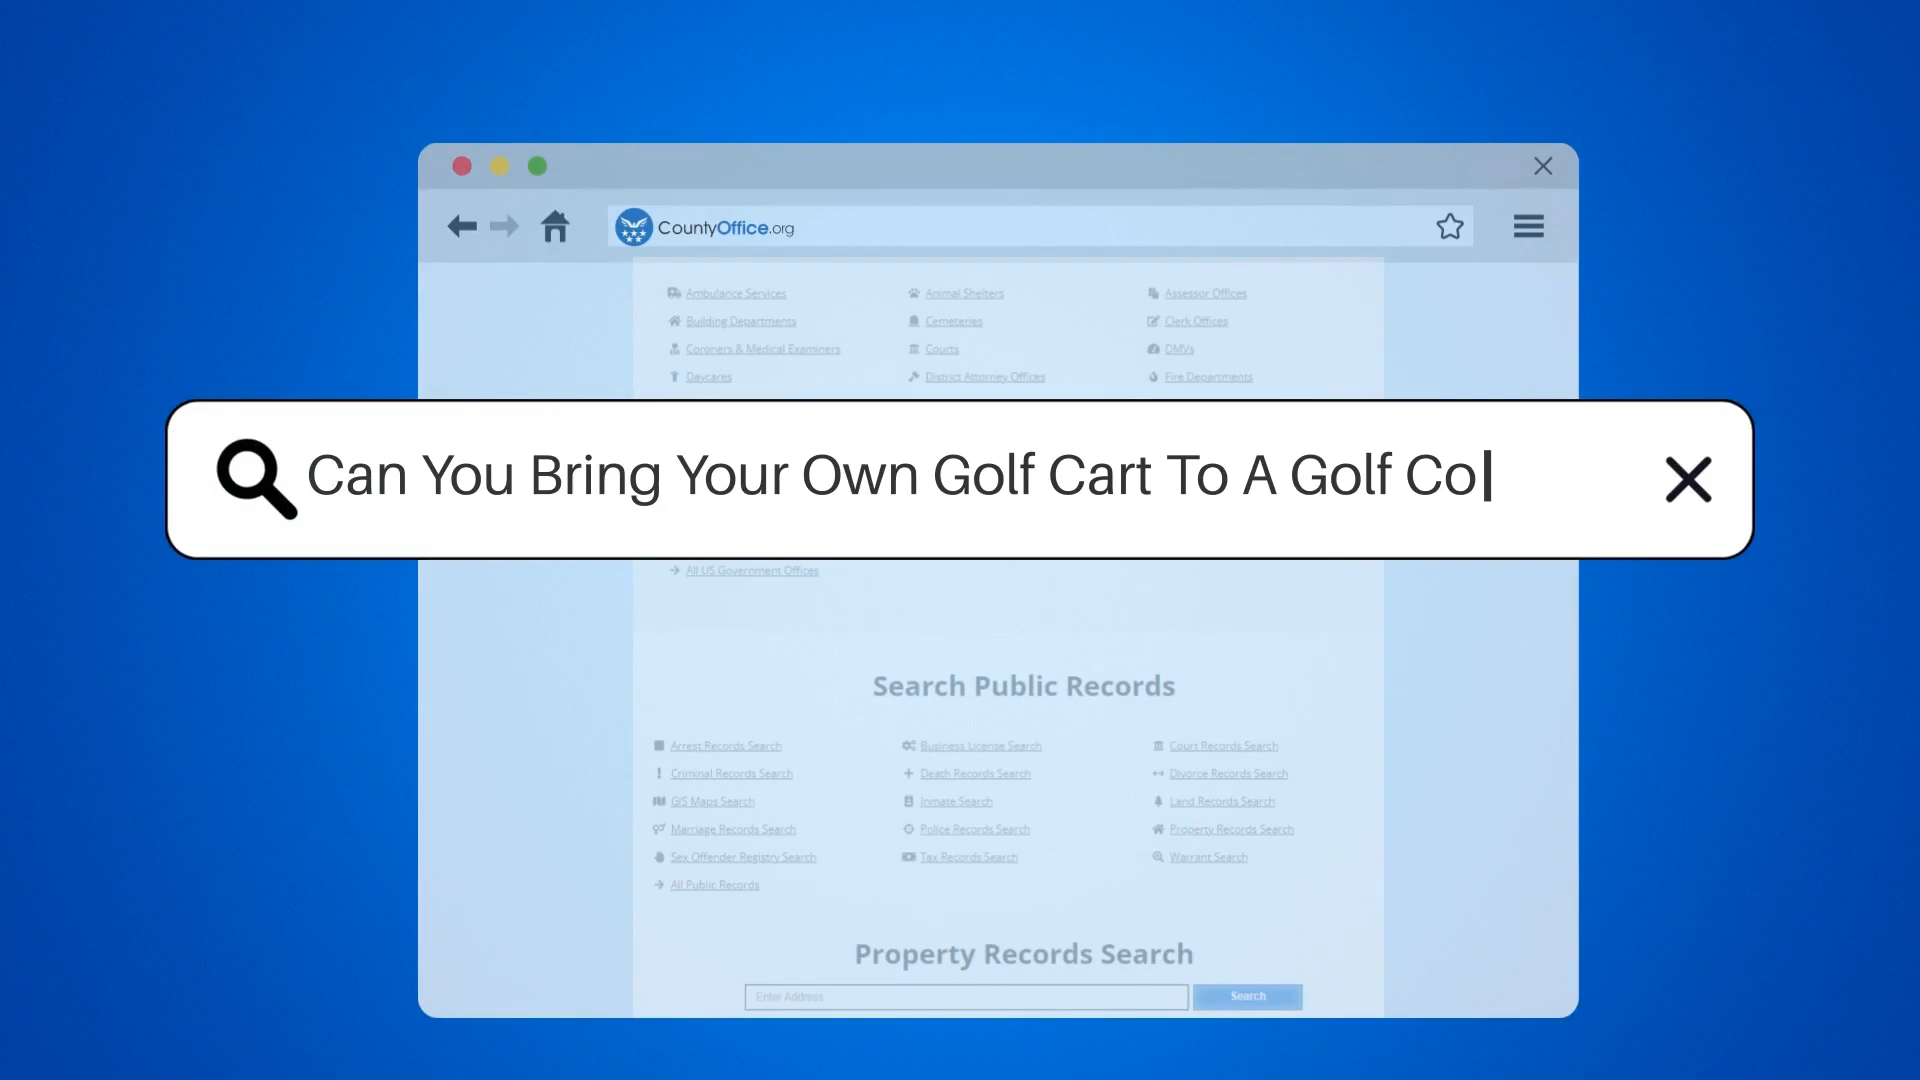 CountyOffice.org
Ambulance Services Animal Shelters Assessor Offices
Building Departments Cemeteries Clerk Offices
Coroners & Medical Examiners Courts DMVs
Daycares District Attorney Offices Fire Departments
Can You Bring Your Own Golf Cart To A Golf Co
All US Government Offices
Search Public Records
Arrest Records Search Business License Search Court Records Search
Criminal Records Search Death Records Search Divorce Records Search
GIS Maps Search Inmate Search Land Records Search
Marriage Records Search Police Records Search Property Records Search
Sex Offender Registry Search Tax Records Search Warrant Search
All Public Records
Property Records Search
Enter Address Search